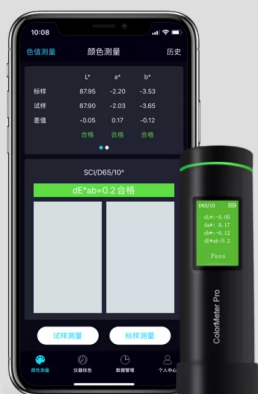 10:08
色值测量 颜色测量 历史
L* a* b*
标样 87.95 -2.20 -3.53
试样 87.90 -2.03 -3.65
差值 -0.05 0.17 -0.12
合格 合格 合格
SCI/D65/10°
dE*ab=0.2 合格
试样测量 标样测量
颜色测量 仪器找色 数据管理 个人中心
D65/10
dL*:-0.05
da*: 0.17
db*:-0.12
dE*ab:0.2
Pass
ColorMeter Pro